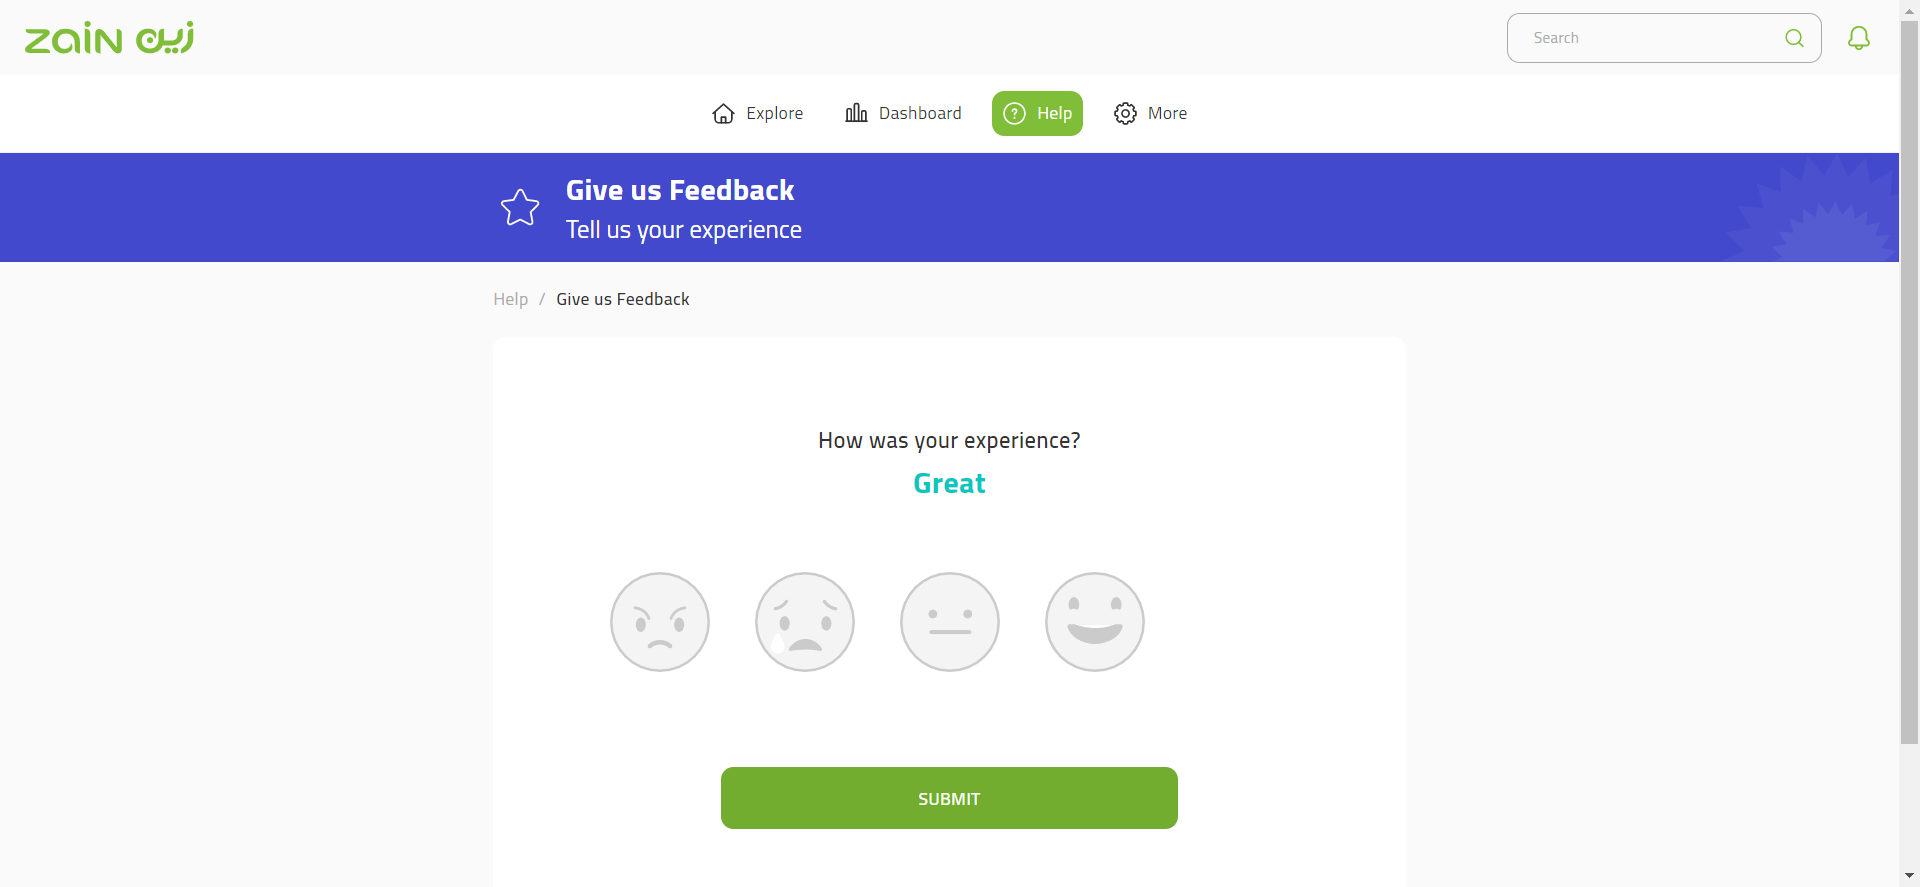 zain زين
Search
Explore
Dashboard
Help
More
Give us Feedback
Tell us your experience
Help / Give us Feedback
How was your experience?
Great
SUBMIT